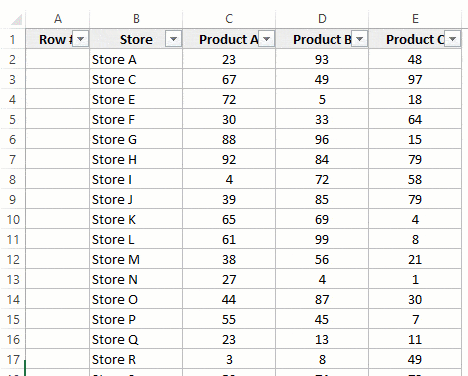 A B C D E
1 Row # Store Product A Product B Product C
2 Store A 23 93 48
3 Store C 67 49 97
4 Store E 72 5 18
5 Store F 30 33 64
6 Store G 88 96 15
7 Store H 92 84 79
8 Store I 4 72 58
9 Store J 39 85 79
10 Store K 65 69 4
11 Store L 61 99 8
12 Store M 38 56 21
13 Store N 27 4 1
14 Store O 44 87 30
15 Store P 55 45 7
16 Store Q 23 13 11
17 Store R 3 8 49